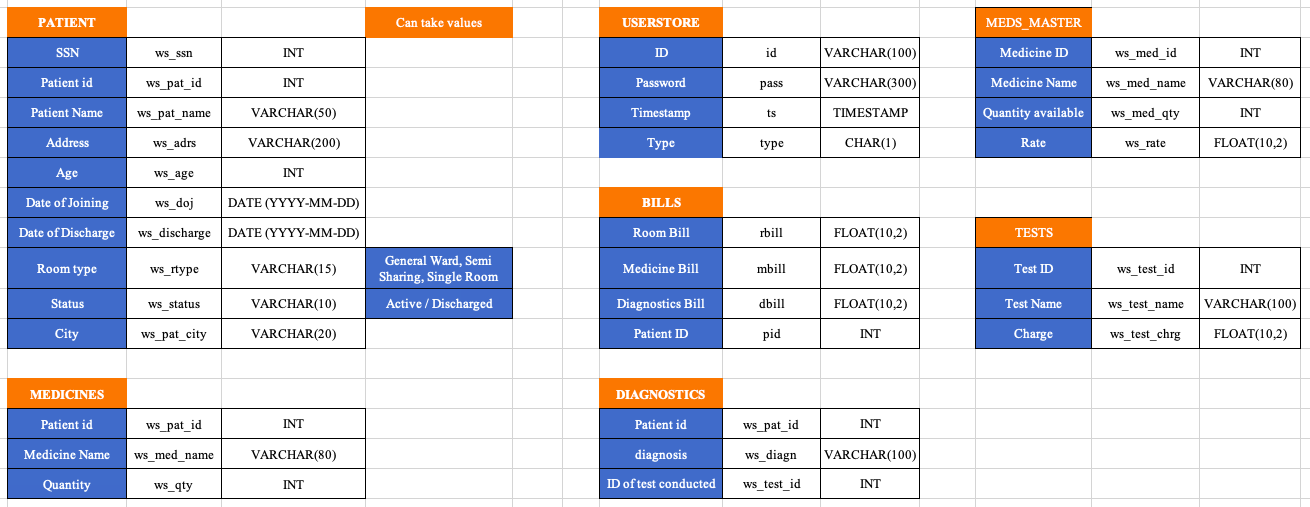 PATIENT Can take values
SSN ws_ssn INT
Patient id ws_pat_id INT
Patient Name ws_pat_name VARCHAR(50)
Address ws_adrs VARCHAR(200)
Age ws_age INT
Date of Joining ws_doj DATE (YYYY-MM-DD)
Date of Discharge ws_discharge DATE (YYYY-MM-DD)
Room type ws_rtype VARCHAR(15) General Ward, Semi
Sharing, Single Room
Status ws_status VARCHAR(10) Active / Discharged
City ws_pat_city VARCHAR(20)
MEDICINES
Patient id ws_pat_id INT
Medicine Name ws_med_name VARCHAR(80)
Quantity ws_qty INT
USERSTORE
ID id VARCHAR(100)
Password pass VARCHAR(300)
Timestamp ts TIMESTAMP
Type type CHAR(1)
BILLS
Room Bill rbill FLOAT(10,2)
Medicine Bill mbill FLOAT(10,2)
Diagnostics Bill dbill FLOAT(10,2)
Patient ID pid INT
DIAGNOSTICS
Patient id ws_pat_id INT
diagnosis ws_diagn VARCHAR(100)
ID of test conducted ws_test_id INT
MEDS_MASTER
Medicine ID ws_med_id INT
Medicine Name ws_med_name VARCHAR(80)
Quantity available ws_med_qty INT
Rate ws_rate FLOAT(10,2)
TESTS
Test ID ws_test_id INT
Test Name ws_test_name VARCHAR(100)
Charge ws_test_chrg FLOAT(10,2)